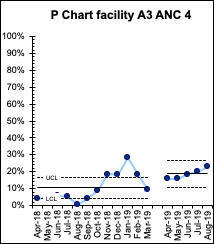 P Chart facility A3 ANC 4
100%
90%
80%
70%
60%
50%
40%
30%
20%
10%
0%
UCL
LCL
Apr-18
May-18
Jun-18
Jul-18
Aug-18
Sep-18
Oct-18
Nov-18
Dec-18
Jan-19
Feb-19
Mar-19
Apr-19
May-19
Jun-19
Jul-19
Aug-19